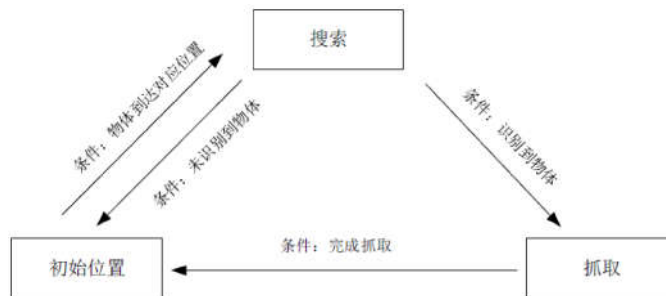 搜索
条件：物体到达对应位置
条件：未识别到物体
条件：识别到物体
条件：完成抓取
初始位置
抓取